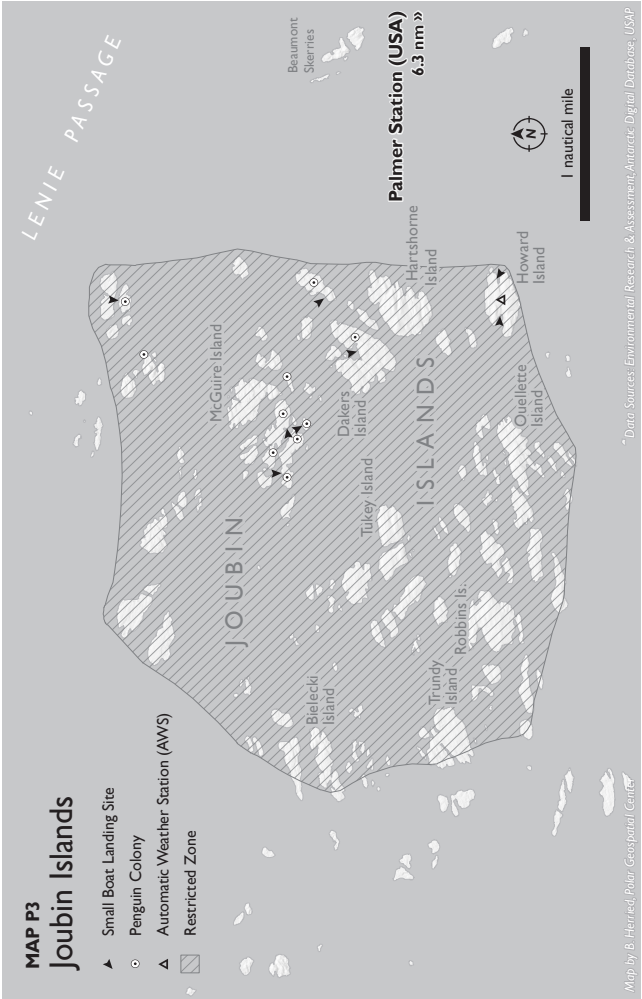 MAP P3
Joubin Islands
Small Boat Landing Site
Penguin Colony
Automatic Weather Station (AWS)
Restricted Zone
LENIE PASSAGE
Beaumont
Skerries
Palmer Station (USA)
6.3 nm »
N
1 nautical mile
JOUBIN
ISLANDS
McGuire Island
Hartshorne
Island
Howard
Island
Dakers
Island
Ouellette
Island
Tukey Island
Robbins Is.
Trundy
Island
Bielecki
Island
Map by B. Herried, Polar Geospatial Center
Data Sources: Environmental Research & Assessment, Antarctic Digital Database, USAP